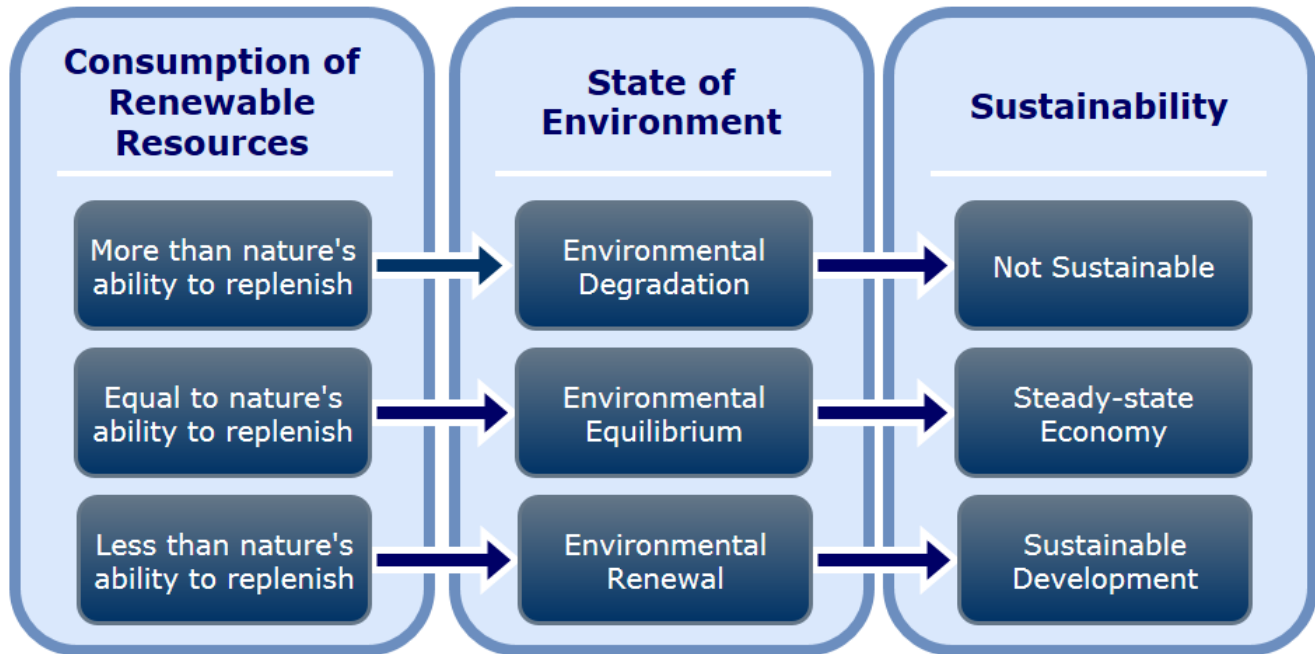 Consumption of
Renewable
Resources
State of
Environment
Sustainability
More than nature's
ability to replenish
Environmental
Degradation
Not Sustainable
Equal to nature's
ability to replenish
Environmental
Equilibrium
Steady-state
Economy
Less than nature's
ability to replenish
Environmental
Renewal
Sustainable
Development